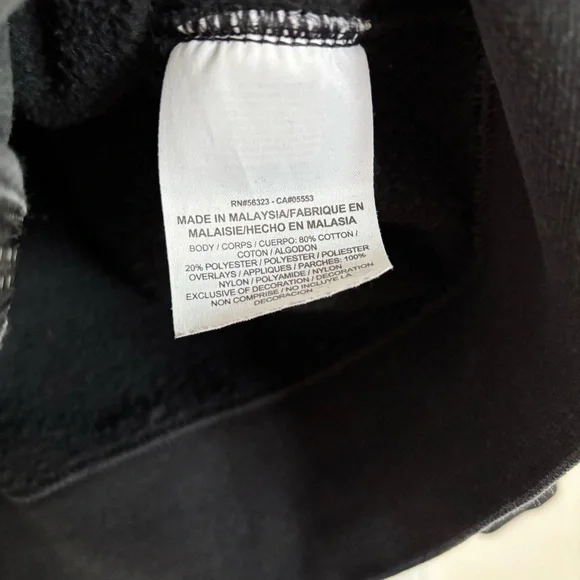 RN#56323 - CA#05553
MADE IN MALAYSIA/FABRIQUE EN
MALAISIE/HECHO EN MALASIA
BODY / CORPS / CUERPO: 80% COTTON /
COTON / ALGODON
20% POLYESTER / POLYESTER / POLIESTER
OVERLAYS / APPLIQUES / PARCHES: 100%
NYLON / POLYAMIDE / NYLON
EXCLUSIVE OF DECORATION / DECORATION
NON COMPRISE / NO INCLUYE LA
DECORACION